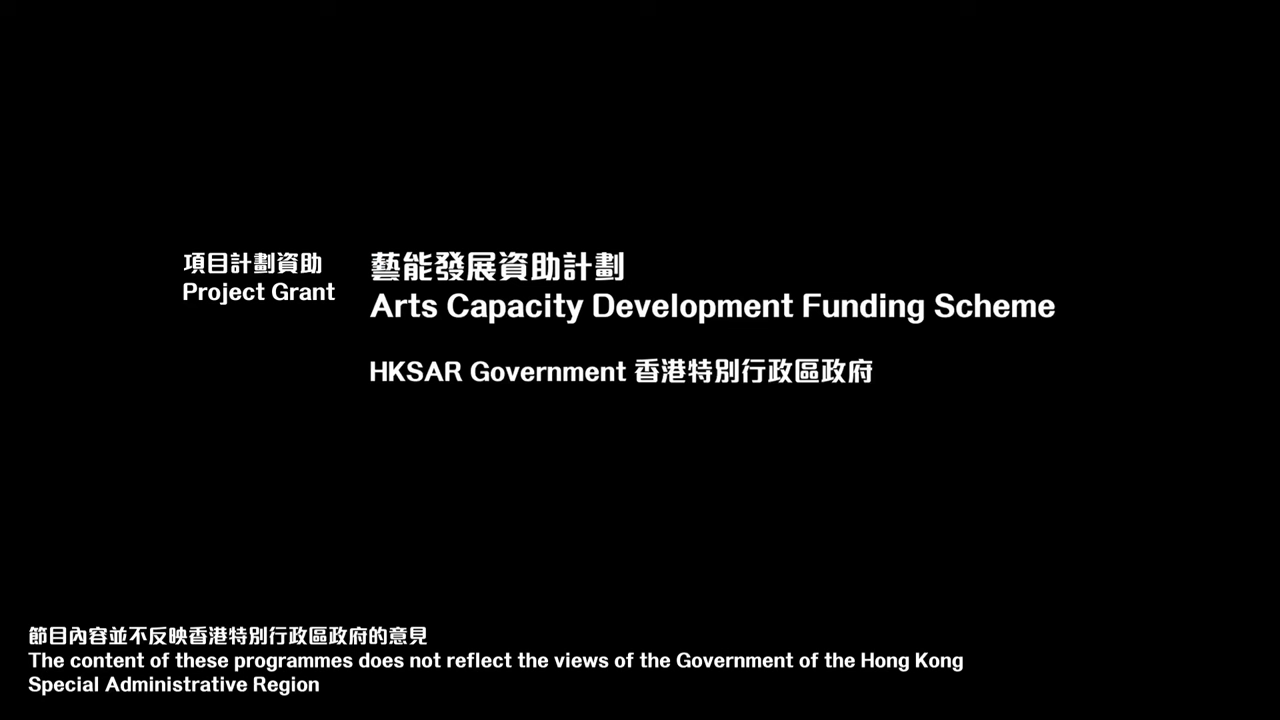 項目計劃資助
Project Grant
藝能發展資助計劃
Arts Capacity Development Funding Scheme
HKSAR Government 香港特別行政區政府
節目內容並不反映香港特別行政區政府的意見
The content of these programmes does not reflect the views of the Government of the Hong Kong
Special Administrative Region